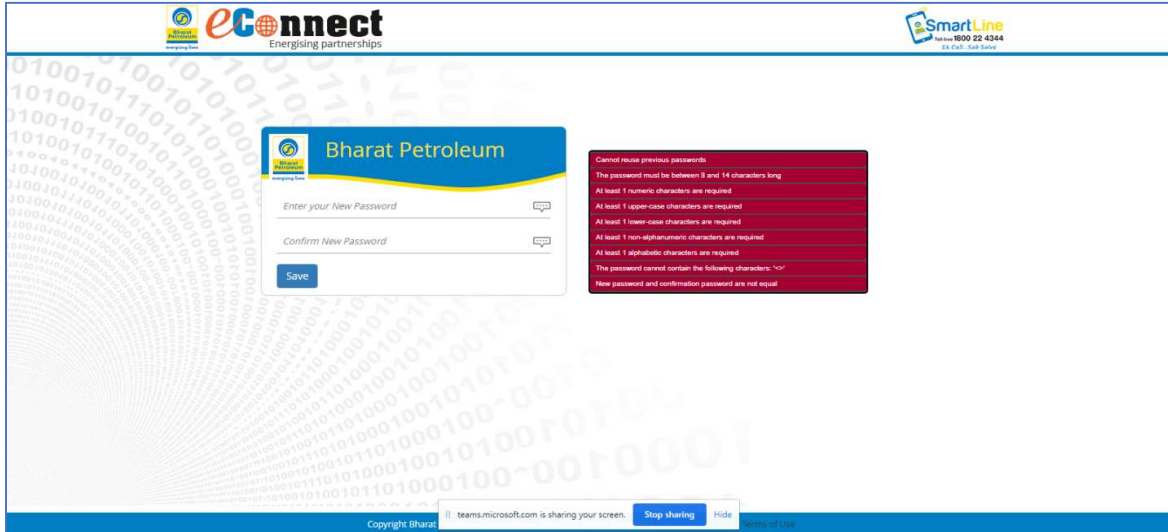 Bharat Petroleum
energising lives
eConnect
Energising partnerships
SmartLine
Toll free 1800 22 4344
Ek Call.. Sab Solve
Bharat Petroleum
energising lives
Bharat Petroleum
Enter your New Password
Confirm New Password
Save
Cannot reuse previous passwords
The password must be between 8 and 14 characters long
At least 1 numeric characters are required
At least 1 upper-case characters are required
At least 1 lower-case characters are required
At least 1 non-alphanumeric characters are required
At least 1 alphabetic characters are required
The password cannot contain the following characters: '<>'
New password and confirmation password are not equal
teams.microsoft.com is sharing your screen. Stop sharing Hide
Copyright Bharat Terms of Use